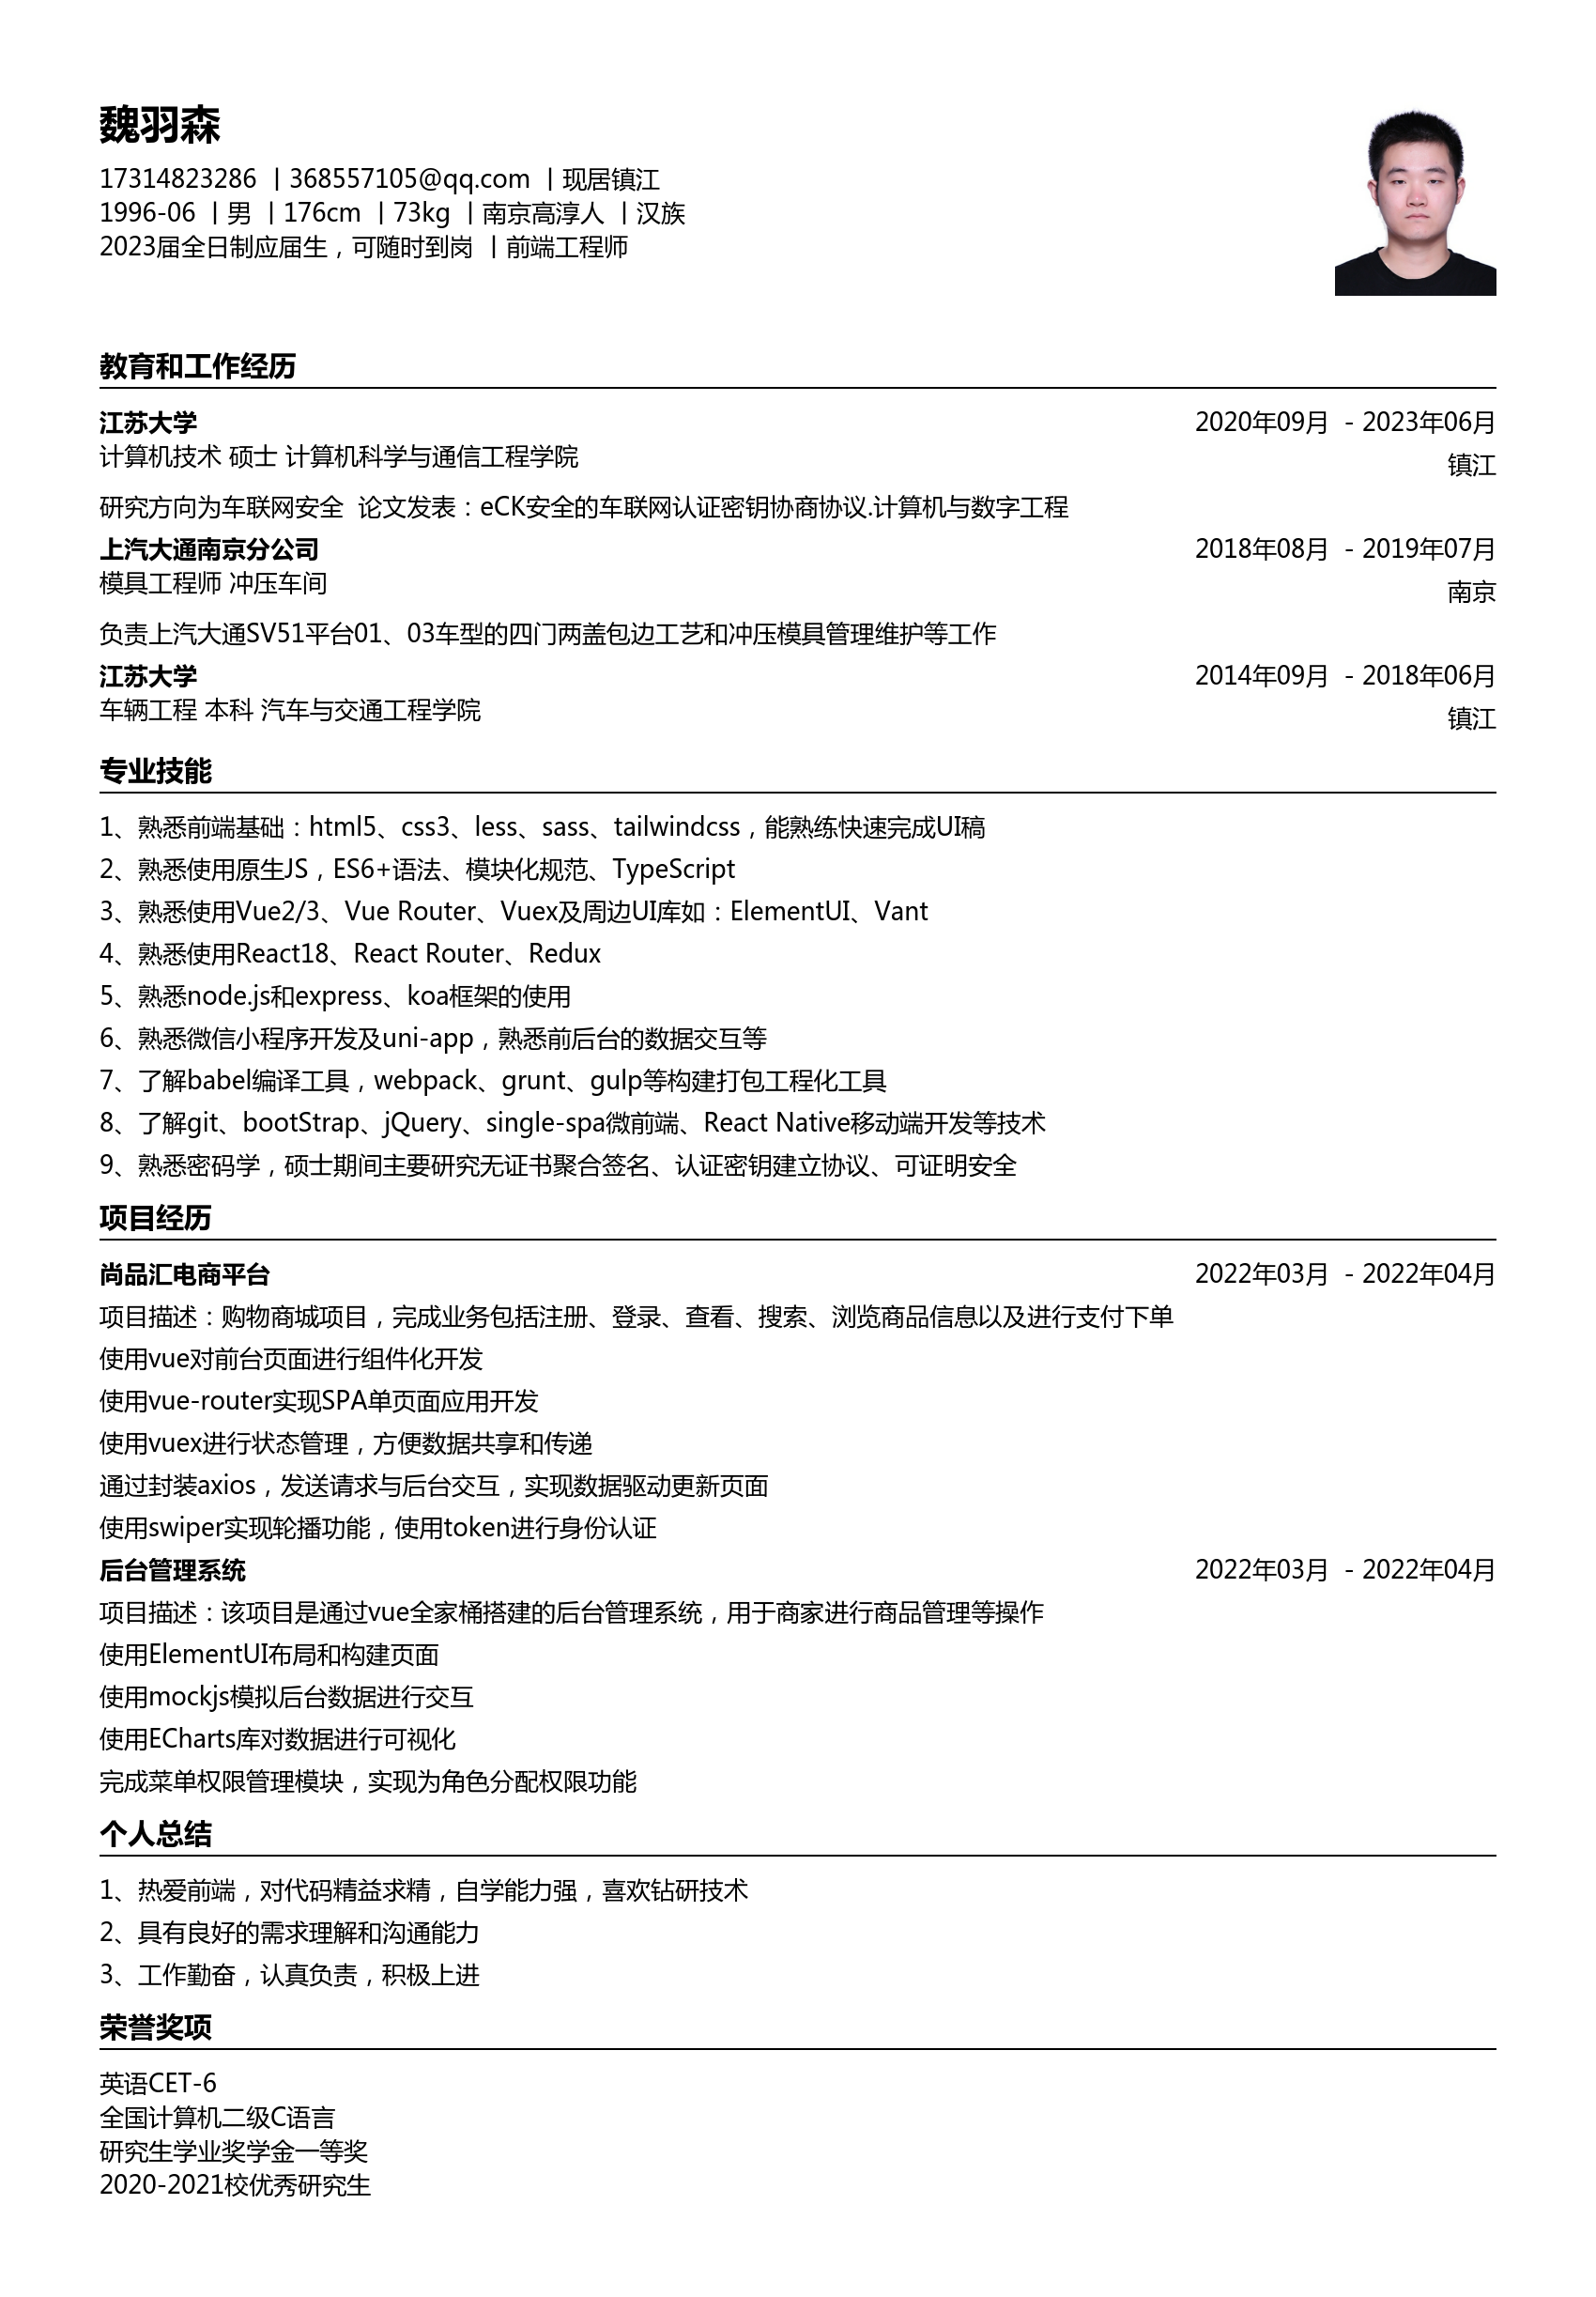 魏羽森
17314823286 | 368557105@qq.com | 现居镇江
1996-06 | 男 | 176cm | 73kg | 南京高淳人 | 汉族
2023届全日制应届生，可随时到岗 | 前端工程师
教育和工作经历
江苏大学 2020年09月 - 2023年06月
计算机技术 硕士 计算机科学与通信工程学院 镇江
研究方向为车联网安全 论文发表：eCK安全的车联网认证密钥协商协议.计算机与数字工程
上汽大通南京分公司 2018年08月 - 2019年07月
模具工程师 冲压车间 南京
负责上汽大通SV51平台01、03车型的四门两盖包边工艺和冲压模具管理维护等工作
江苏大学 2014年09月 - 2018年06月
车辆工程 本科 汽车与交通工程学院 镇江
专业技能
1、熟悉前端基础：html5、css3、less、sass、tailwindcss，能熟练快速完成UI稿
2、熟悉使用原生JS，ES6+语法、模块化规范、TypeScript
3、熟悉使用Vue2/3、Vue Router、Vuex及周边UI库如：ElementUI、Vant
4、熟悉使用React18、React Router、Redux
5、熟悉node.js和express、koa框架的使用
6、熟悉微信小程序开发及uni-app，熟悉前后台的数据交互等
7、了解babel编译工具，webpack、grunt、gulp等构建打包工程化工具
8、了解git、bootStrap、jQuery、single-spa微前端、React Native移动端开发等技术
9、熟悉密码学，硕士期间主要研究无证书聚合签名、认证密钥建立协议、可证明安全
项目经历
尚品汇电商平台 2022年03月 - 2022年04月
项目描述：购物商城项目，完成业务包括注册、登录、查看、搜索、浏览商品信息以及进行支付下单
使用vue对前台页面进行组件化开发
使用vue-router实现SPA单页面应用开发
使用vuex进行状态管理，方便数据共享和传递
通过封装axios，发送请求与后台交互，实现数据驱动更新页面
使用swiper实现轮播功能，使用token进行身份认证
后台管理系统 2022年03月 - 2022年04月
项目描述：该项目是通过vue全家桶搭建的后台管理系统，用于商家进行商品管理等操作
使用ElementUI布局和构建页面
使用mockjs模拟后台数据进行交互
使用ECharts库对数据进行可视化
完成菜单权限管理模块，实现为角色分配权限功能
个人总结
1、热爱前端，对代码精益求精，自学能力强，喜欢钻研技术
2、具有良好的需求理解和沟通能力
3、工作勤奋，认真负责，积极上进
荣誉奖项
英语CET-6
全国计算机二级C语言
研究生学业奖学金一等奖
2020-2021校优秀研究生